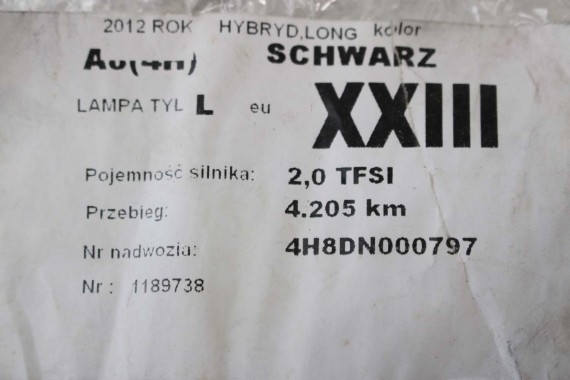 2012 ROK HYBRYD,LONG kolor
SCHWARZ
LAMPA TYL L eu XXIII
Pojemność silnika: 2,0 TFSI
Przebieg: 4.205 km
Nr nadwozia: 4H8DN000797
Nr : 1189738